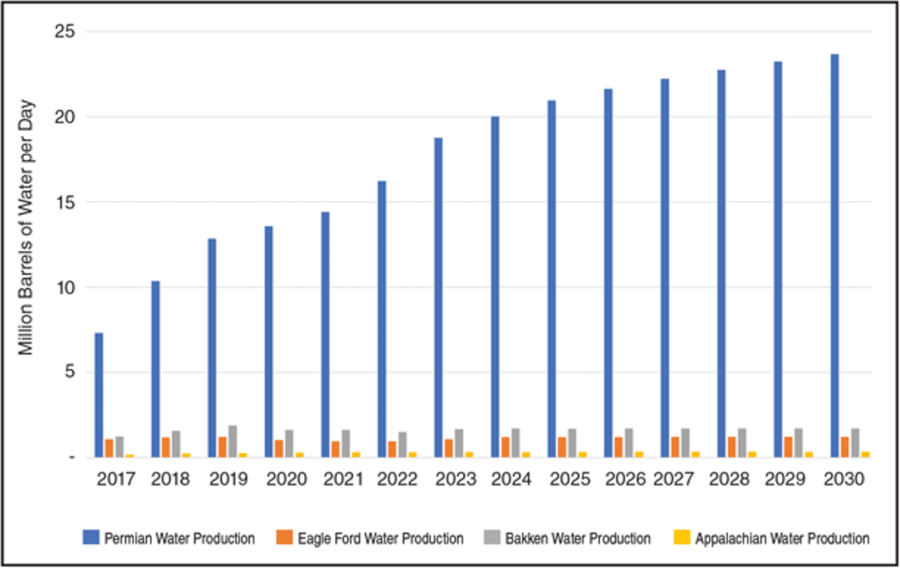 25
20
15
10
5
-
Million Barrels of Water per Day
2017 2018 2019 2020 2021 2022 2023 2024 2025 2026 2027 2028 2029 2030
Permian Water Production Eagle Ford Water Production Bakken Water Production Appalachian Water Production